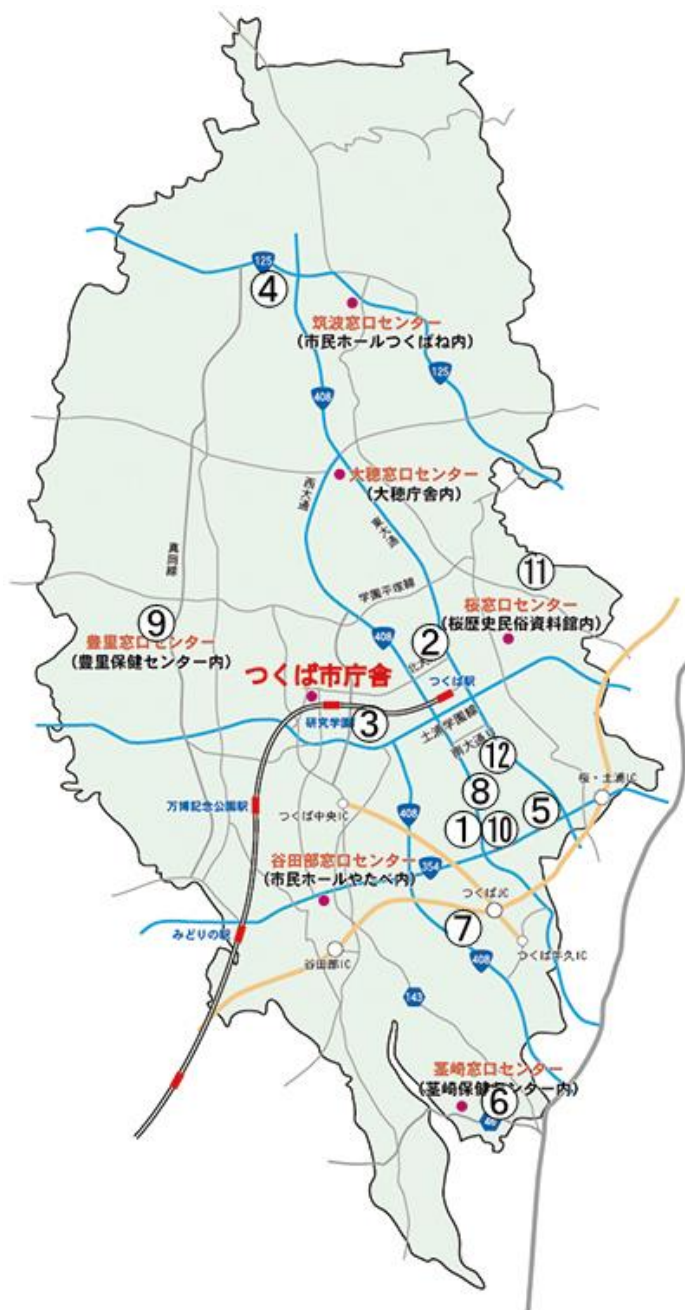 125
④
筑波窓口センター
(市民ホールつくばね内)
125
408
西大通
大穂窓口センター
(大穂庁舎内)
東大通
真岡線
学園平塚線
⑪
⑨
豊里窓口センター
(豊里保健センター内)
408
②
桜窓口センター
(桜歴史民俗資料館内)
北大
つくば市庁舎
つくば駅
研究学園
③
土浦学園線
南大通り
⑫
桜・土浦IC
万博記念公園駅
つくば中央IC
408
⑧
⑤
①
⑩
谷田部窓口センター
(市民ホールやたべ内)
354
つくばJC
みどりの駅
谷田部IC
⑦
408
つくば牛久IC
143
茎崎窓口センター
(茎崎保健センター内)
⑥
46